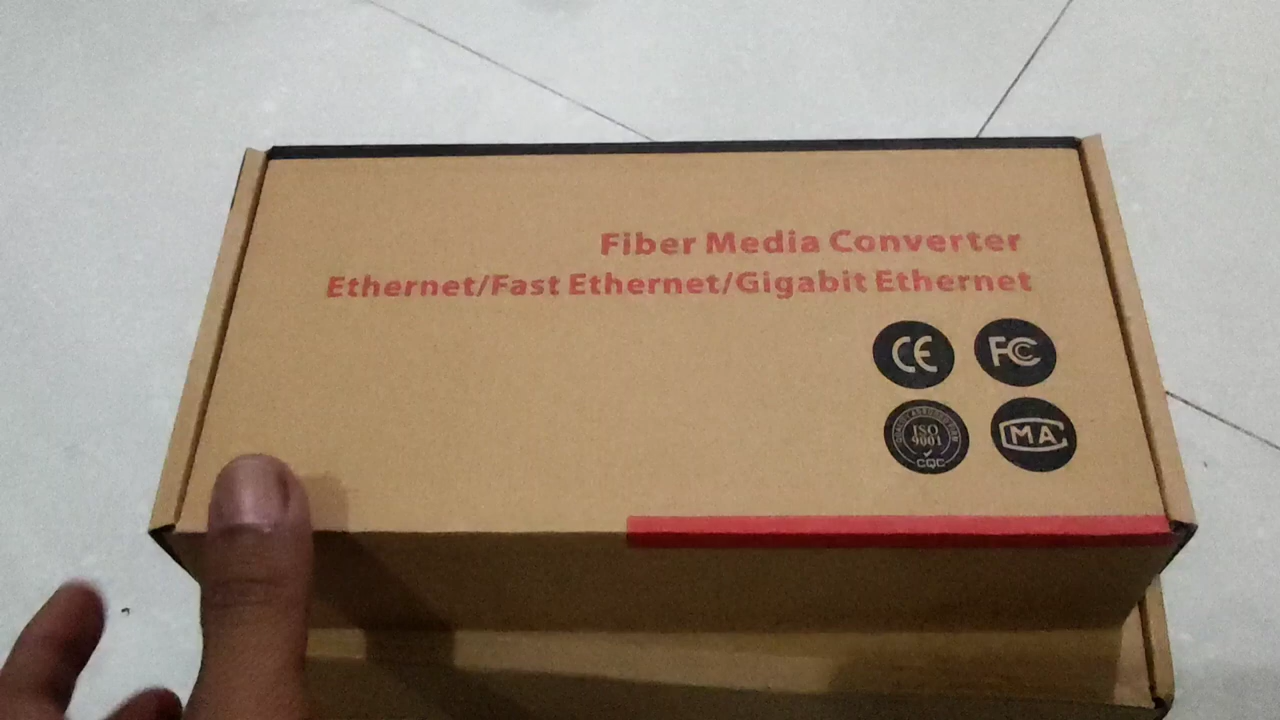 Fiber Media Converter
Ethernet/Fast Ethernet/Gigabit Ethernet
CE
FC
ISO
9001
CQC
MA